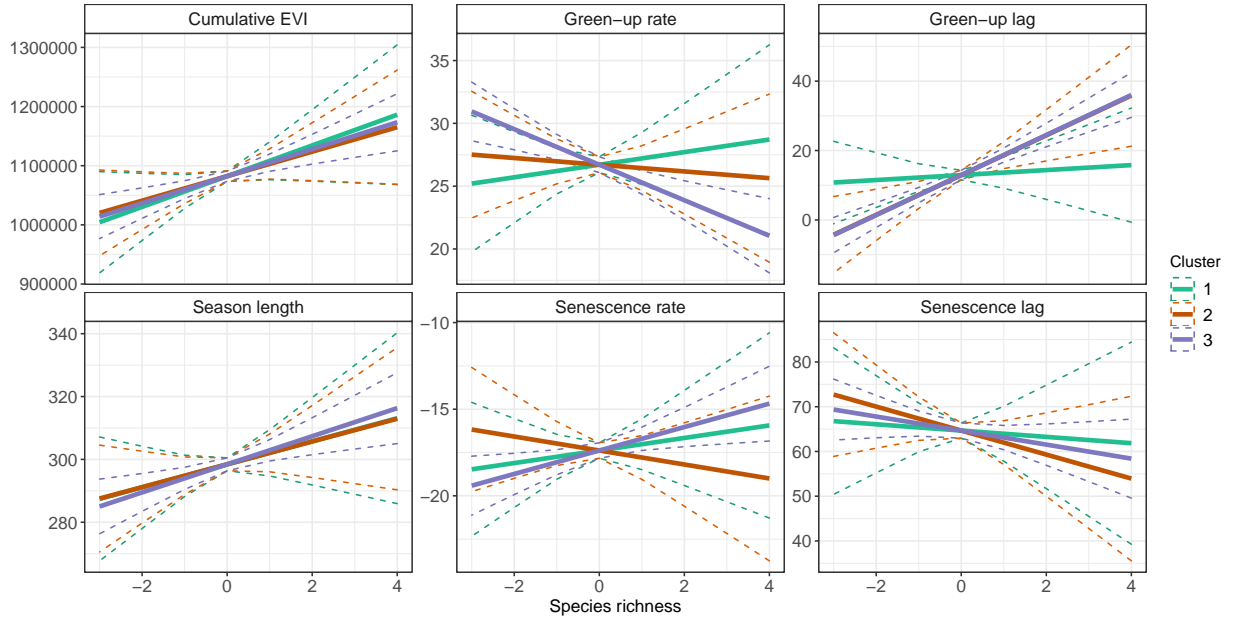 Cumulative EVI
Green-up rate
Green-up lag
1300000
1200000
1100000
1000000
900000
35
30
25
20
40
20
0
Season length
Senescence rate
Senescence lag
340
320
300
280
−10
−15
−20
80
70
60
50
40
−2 0 2 4
−2 0 2 4
−2 0 2 4
Species richness
Cluster
1
2
3